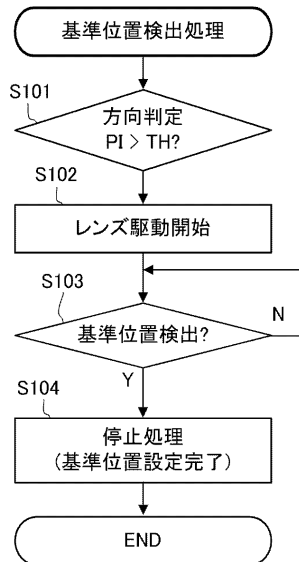 基準位置検出処理
S101
方向判定
PI > TH?
S102
レンズ駆動開始
S103
基準位置検出?
N
Y
S104
停止処理
(基準位置設定完了)
END